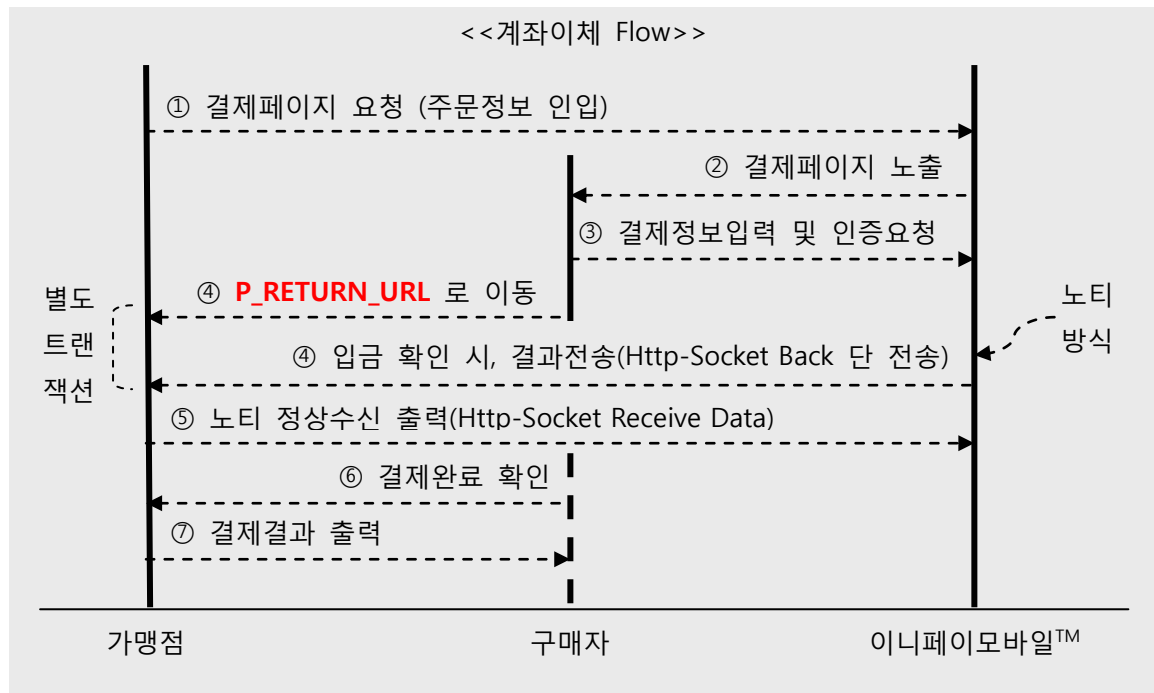 <<계좌이체 Flow>>
① 결제페이지 요청 (주문정보 인입)
② 결제페이지 노출
③ 결제정보입력 및 인증요청
④ P_RETURN_URL 로 이동
별도
트랜
잭션
노티
방식
④ 입금 확인 시, 결과전송(Http-Socket Back 단 전송)
⑤ 노티 정상수신 출력(Http-Socket Receive Data)
⑥ 결제완료 확인
⑦ 결제결과 출력
가맹점
구매자
이니페이모바일TM